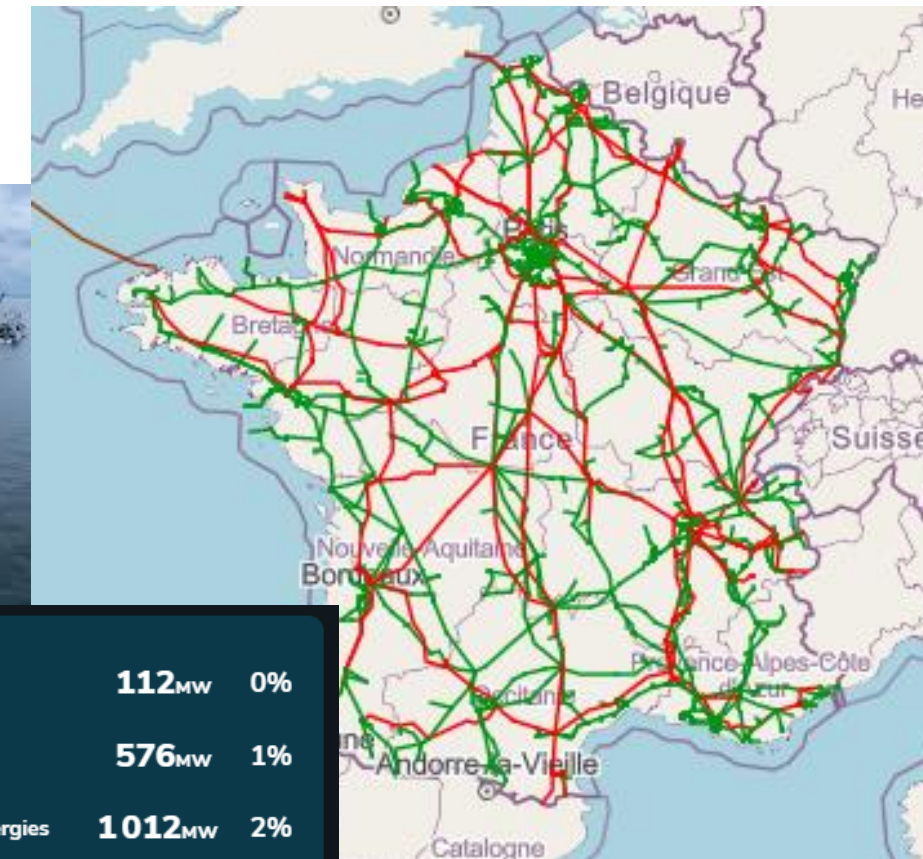 Belgique
He
Paris
Normandie
Grand Est
Bretagne
France
Suisse
Nouvelle-Aquitaine
Bordeaux
112MW 0%
576MW 1%
ergies 1 012MW 2%
Provence-Alpes-Côte
d'Azur
Occitanie
ne
Andorre-la-Vieille
Catalogne